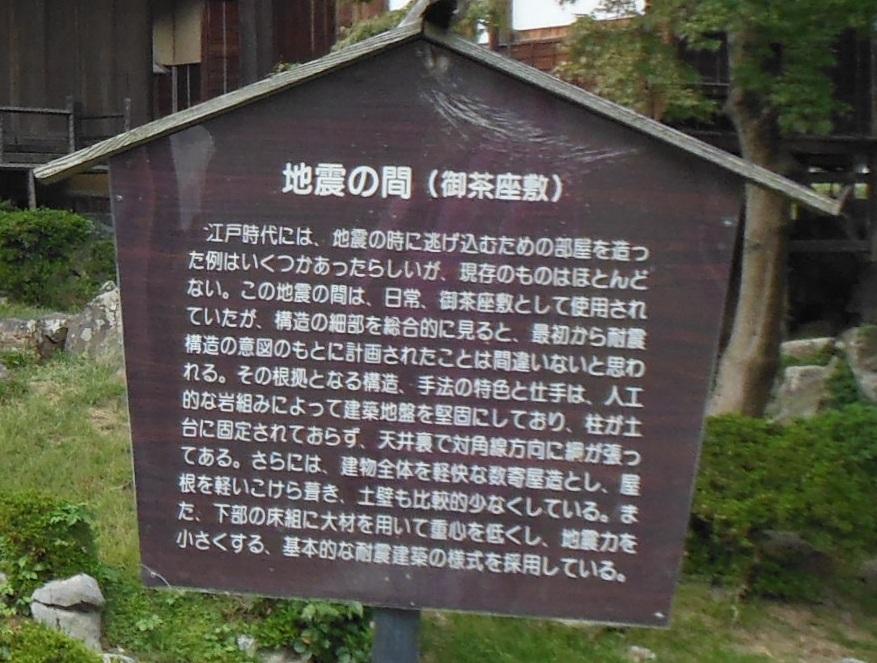 地震の間（御茶座敷）
江戸時代には、地震の時に逃げ込むための部屋を造っ
た例はいくつかあったらしいが、現存のものはほとんど
ない。この地震の間は、日常、御茶座敷として使用され
ていたが、構造の細部を総合的に見ると、最初から耐震
構造の意図のもとに計画されたことは間違いないと思わ
れる。その根拠となる構造、手法の特色と仕手は、人工
的な岩組みによって建築地盤を堅固にしており、柱が土
台に固定されておらず、天井裏で対角線方向に綱が張っ
てある。さらには、建物全体を軽快な数寄屋造とし、屋
根を軽いこけら葺き、土壁も比較的少なくしている。ま
た、下部の床組に大材を用いて重心を低くし、地震力を
小さくする、基本的な耐震建築の様式を採用している。